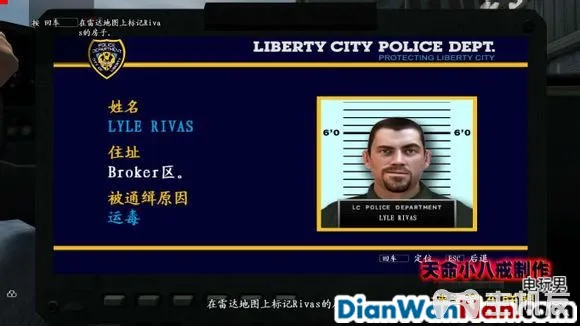 按 回车 在雷达地图上标记Riva
s的房子。
LIBERTY CITY POLICE DEPT.
PROTECTING LIBERTY CITY
姓名
LYLE RIVAS
住址
Broker区。
被通缉原因
运毒
6'0 6'0
LC POLICE DEPARTMENT
LYLE RIVAS
回车 定位 ESC 后退
天命小八戒制作
电玩男
在雷达地图上标记Rivas的
DianWanNan.com